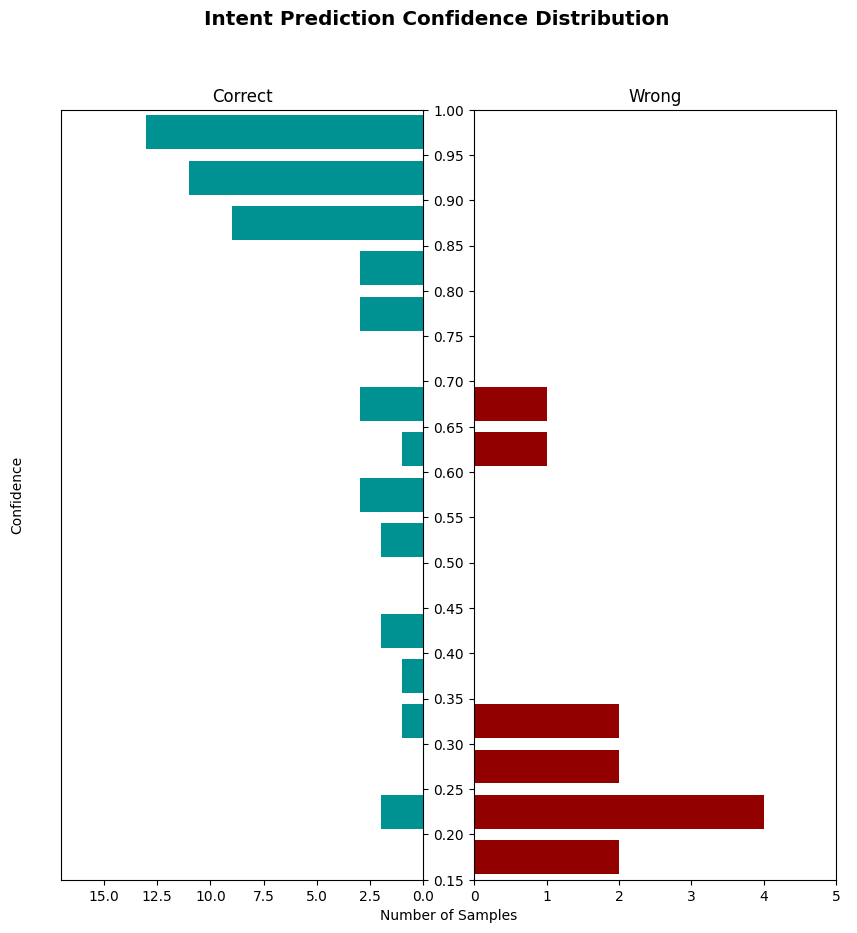 Intent Prediction Confidence Distribution
Correct
Wrong
1.00
0.95
0.90
0.85
0.80
0.75
0.70
0.65
0.60
0.55
0.50
0.45
0.40
0.35
0.30
0.25
0.20
0.15
Confidence
15.0 12.5 10.0 7.5 5.0 2.5 0.0
0 1 2 3 4 5
Number of Samples